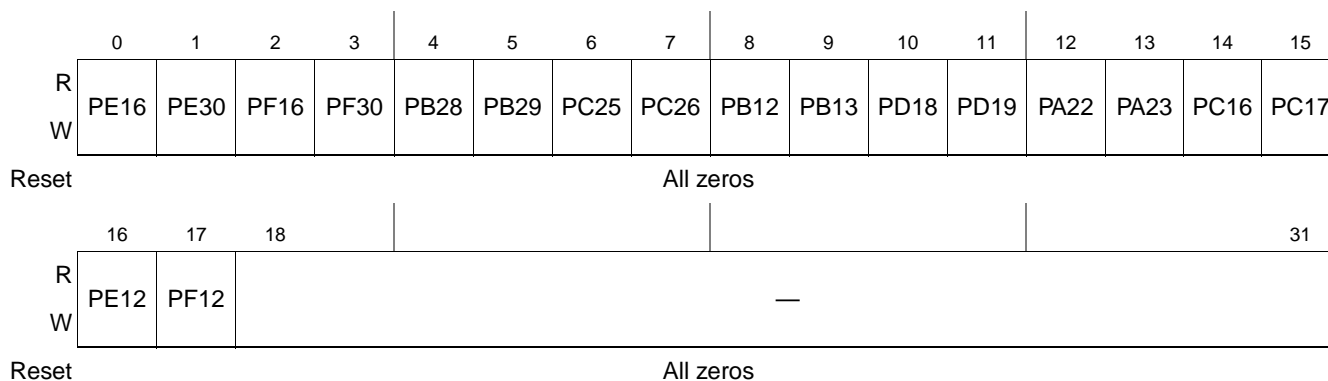 0 1 2 3 4 5 6 7 8 9 10 11 12 13 14 15
R
PE16 PE30 PF16 PF30 PB28 PB29 PC25 PC26 PB12 PB13 PD18 PD19 PA22 PA23 PC16 PC17
W
Reset All zeros
16 17 18 31
R
PE12 PF12 —
W
Reset All zeros